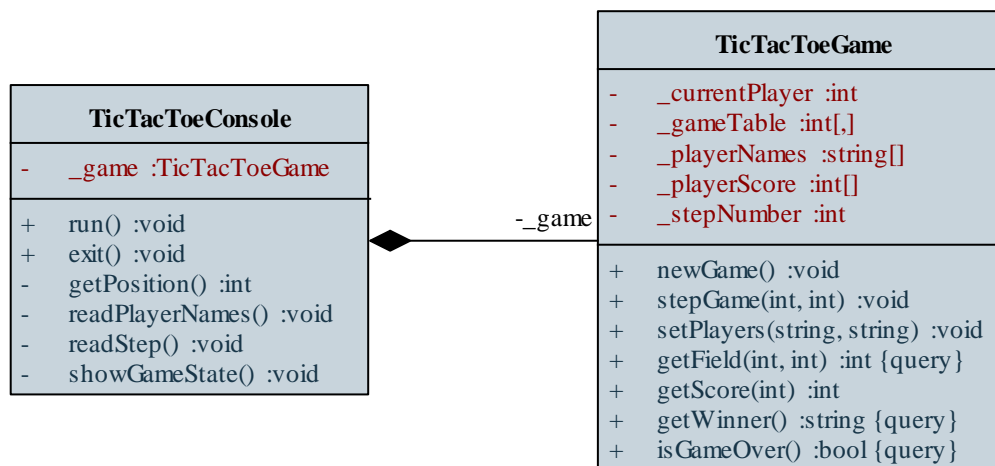 TicTacToeConsole
- _game :TicTacToeGame
+ run() :void
+ exit() :void
- getPosition() :int
- readPlayerNames() :void
- readStep() :void
- showGameState() :void
-_game
TicTacToeGame
- _currentPlayer :int
- _gameTable :int[,]
- _playerNames :string[]
- _playerScore :int[]
- _stepNumber :int
+ newGame() :void
+ stepGame(int, int) :void
+ setPlayers(string, string) :void
+ getField(int, int) :int {query}
+ getScore(int) :int
+ getWinner() :string {query}
+ isGameOver() :bool {query}